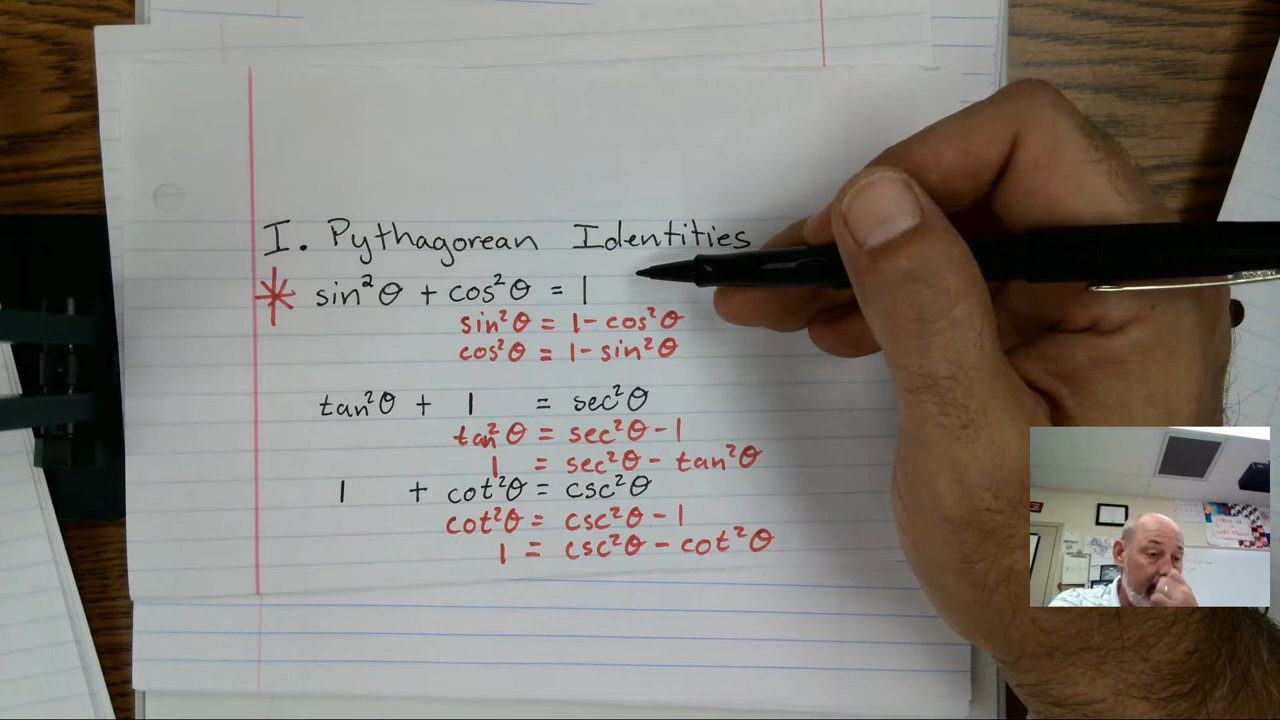 I. Pythagorean Identities
* sin²θ + cos²θ = 1
sin²θ = 1 - cos²θ
cos²θ = 1 - sin²θ
tan²θ + 1 = sec²θ
tan²θ = sec²θ - 1
1 = sec²θ - tan²θ
1 + cot²θ = csc²θ
cot²θ = csc²θ - 1
1 = csc²θ - cot²θ